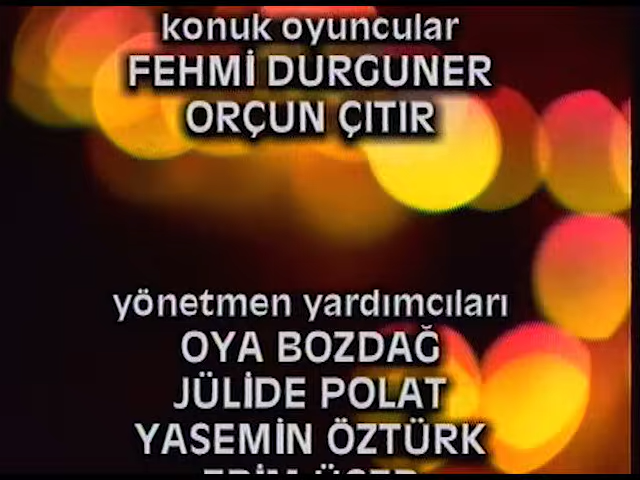 konuk oyuncular
FEHMİ DURGUNER
ORÇUN ÇITIR
yönetmen yardımcıları
OYA BOZDAĞ
JÜLİDE POLAT
YASEMİN ÖZTÜRK